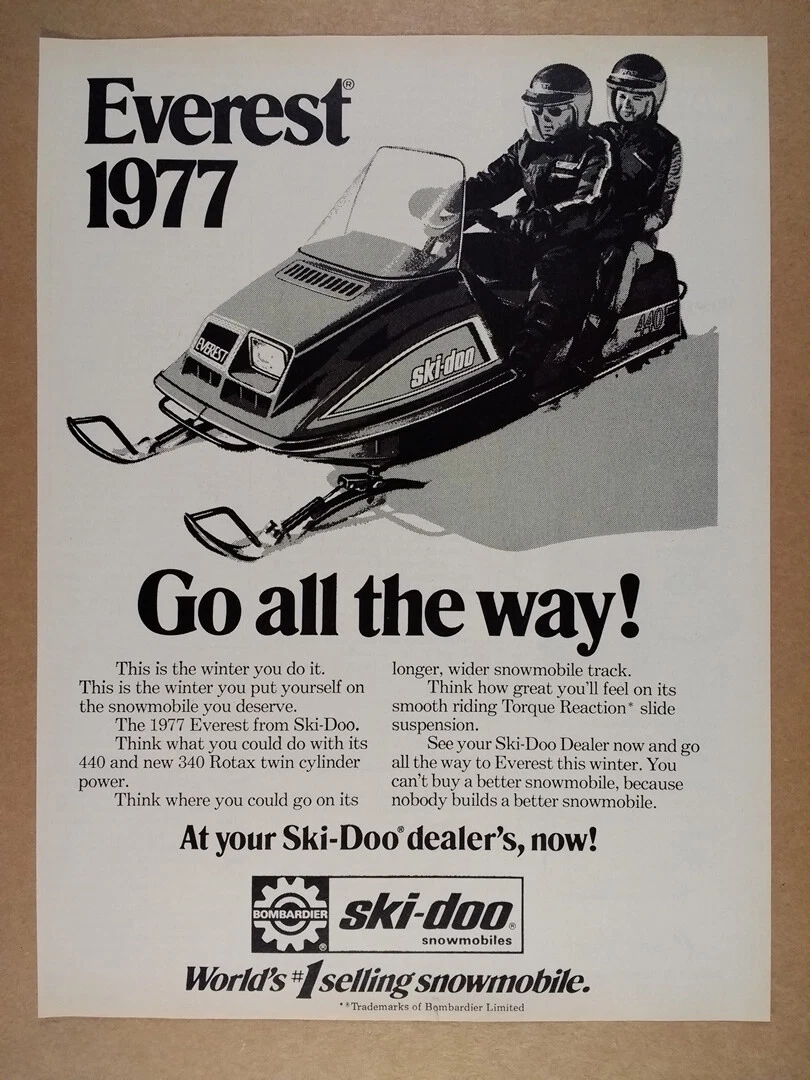 Everest®
1977
EVEREST
ski-doo
440
Go all the way!
This is the winter you do it.
This is the winter you put yourself on
the snowmobile you deserve.
The 1977 Everest from Ski-Doo.
Think what you could do with its
440 and new 340 Rotax twin cylinder
power.
Think where you could go on its
longer, wider snowmobile track.
Think how great you'll feel on its
smooth riding Torque Reaction* slide
suspension.
See your Ski-Doo Dealer now and go
all the way to Everest this winter. You
can't buy a better snowmobile, because
nobody builds a better snowmobile.
At your Ski-Doo® dealer's, now!
BOMBARDIER
®
ski-doo®
snowmobiles
World's #1 selling snowmobile.
*®Trademarks of Bombardier Limited